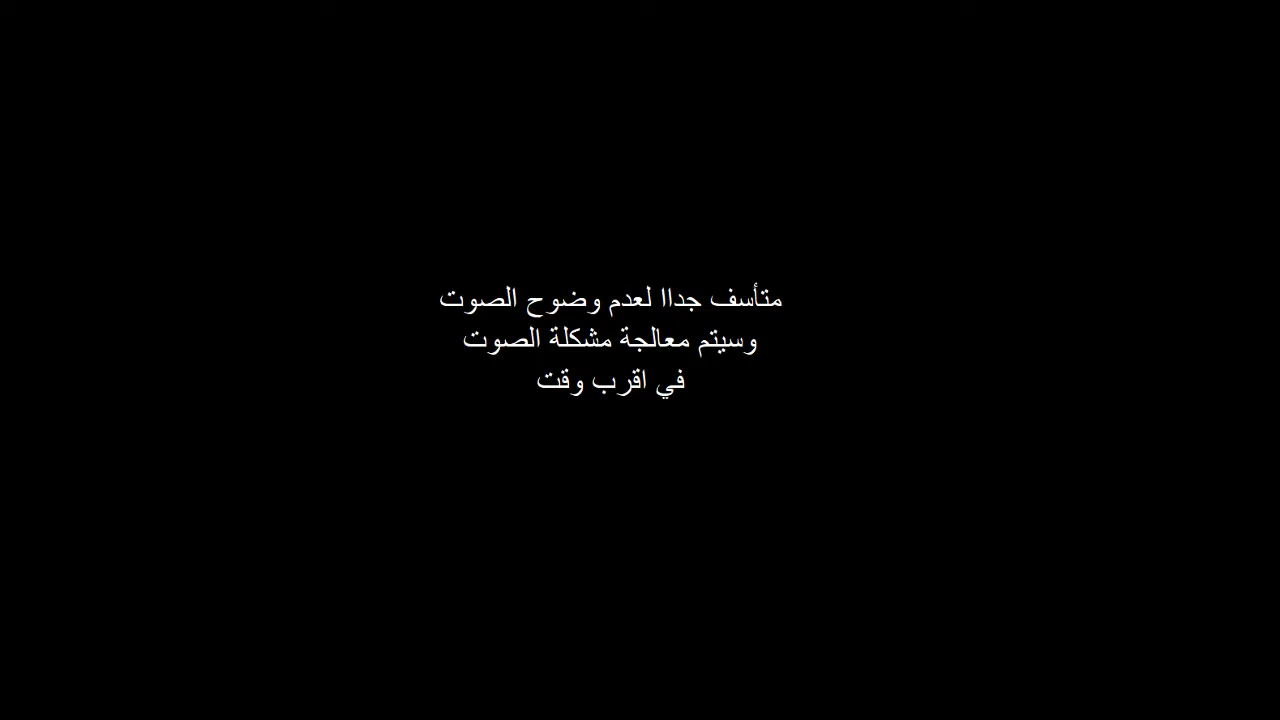 متأسف جداا لعدم وضوح الصوت
وسيتم معالجة مشكلة الصوت
في اقرب وقت